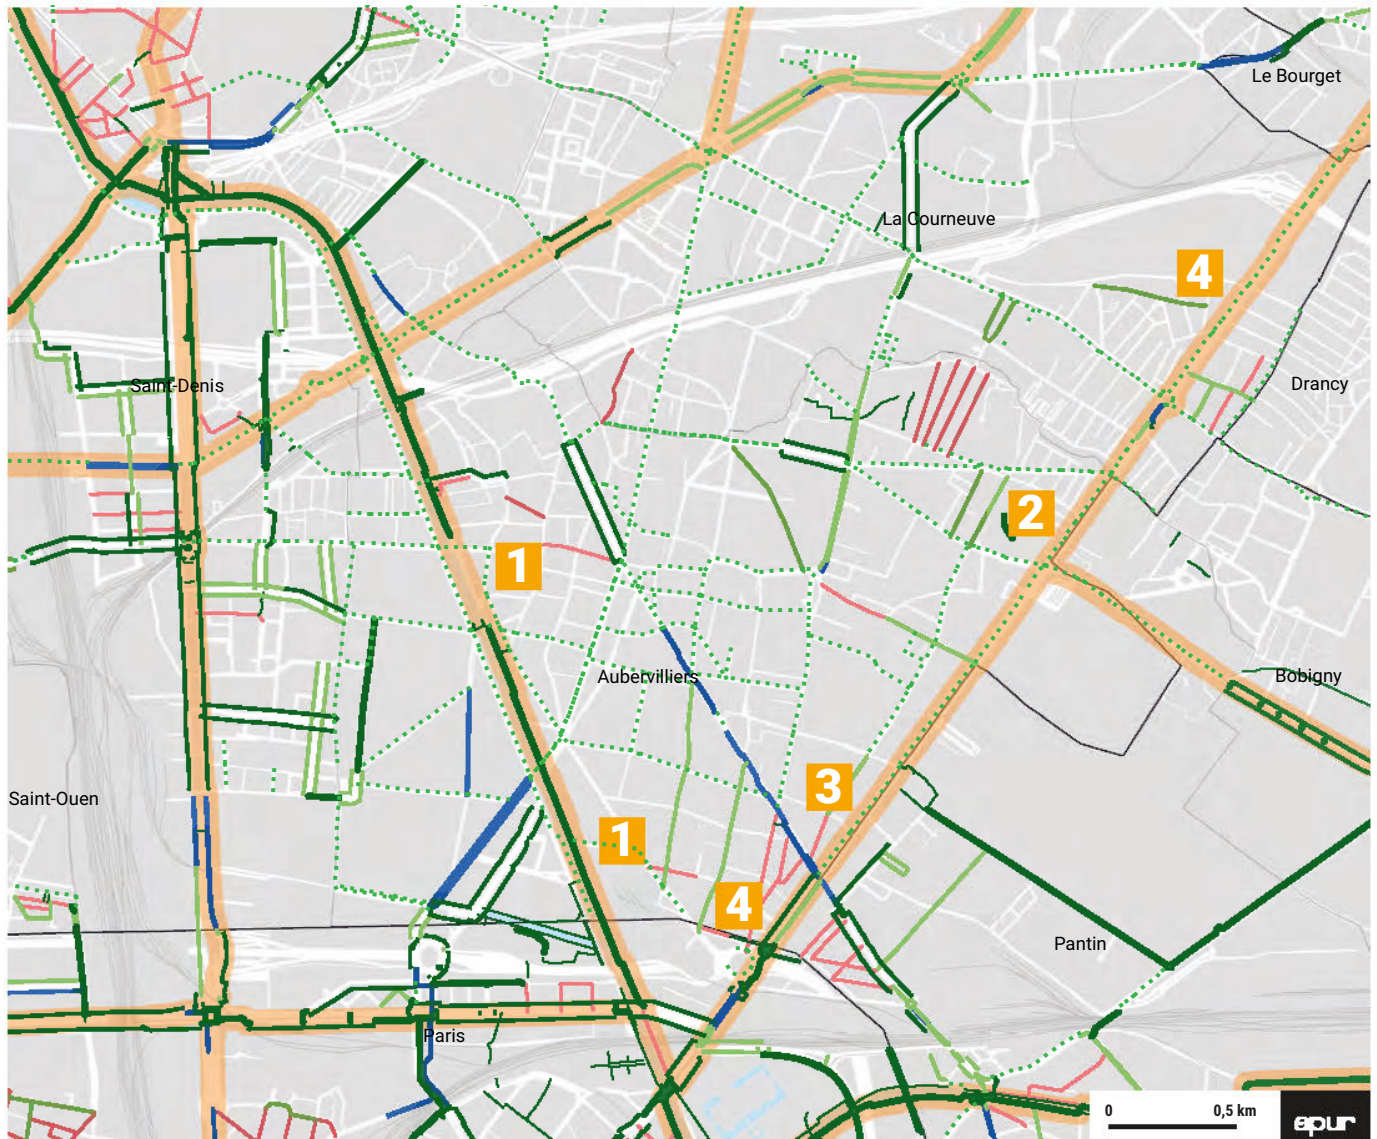 Le Bourget
La Courneuve
4
Saint-Denis
Drancy
2
1
Aubervilliers
Bobigny
3
Saint-Ouen
1
4
Pantin
Paris
0 0,5 km
apur